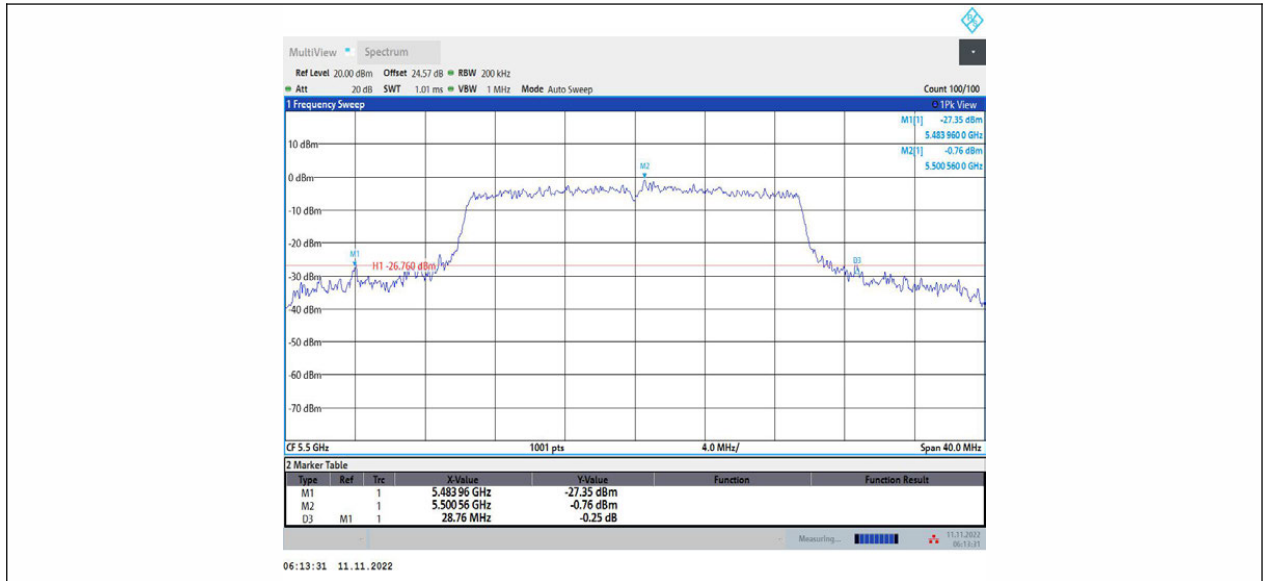 MultiView Spectrum
Ref Level 20.00 dBm Offset 24.57 dB RBW 200 kHz
Att 20 dB SWT 1.01 ms VBW 1 MHz Mode Auto Sweep Count 100/100
1 Frequency Sweep 1Pk View
M1[1] -27.35 dBm
5.483 960 0 GHz
10 dBm
M2[1] -0.76 dBm
5.500 560 0 GHz
M2
0 dBm
-10 dBm
-20 dBm
M1
D3
H1 -26.760 dBm
-30 dBm
-40 dBm
-50 dBm
-60 dBm
-70 dBm
CF 5.5 GHz 1001 pts 4.0 MHz/ Span 40.0 MHz
2 Marker Table
Type Ref Trc X-Value Y-Value Function Function Result
M1 1 5.483 96 GHz -27.35 dBm
M2 1 5.500 56 GHz -0.76 dBm
D3 M1 1 28.76 MHz -0.25 dB
Measuring... 11.11.2022
06:13:31
06:13:31 11.11.2022